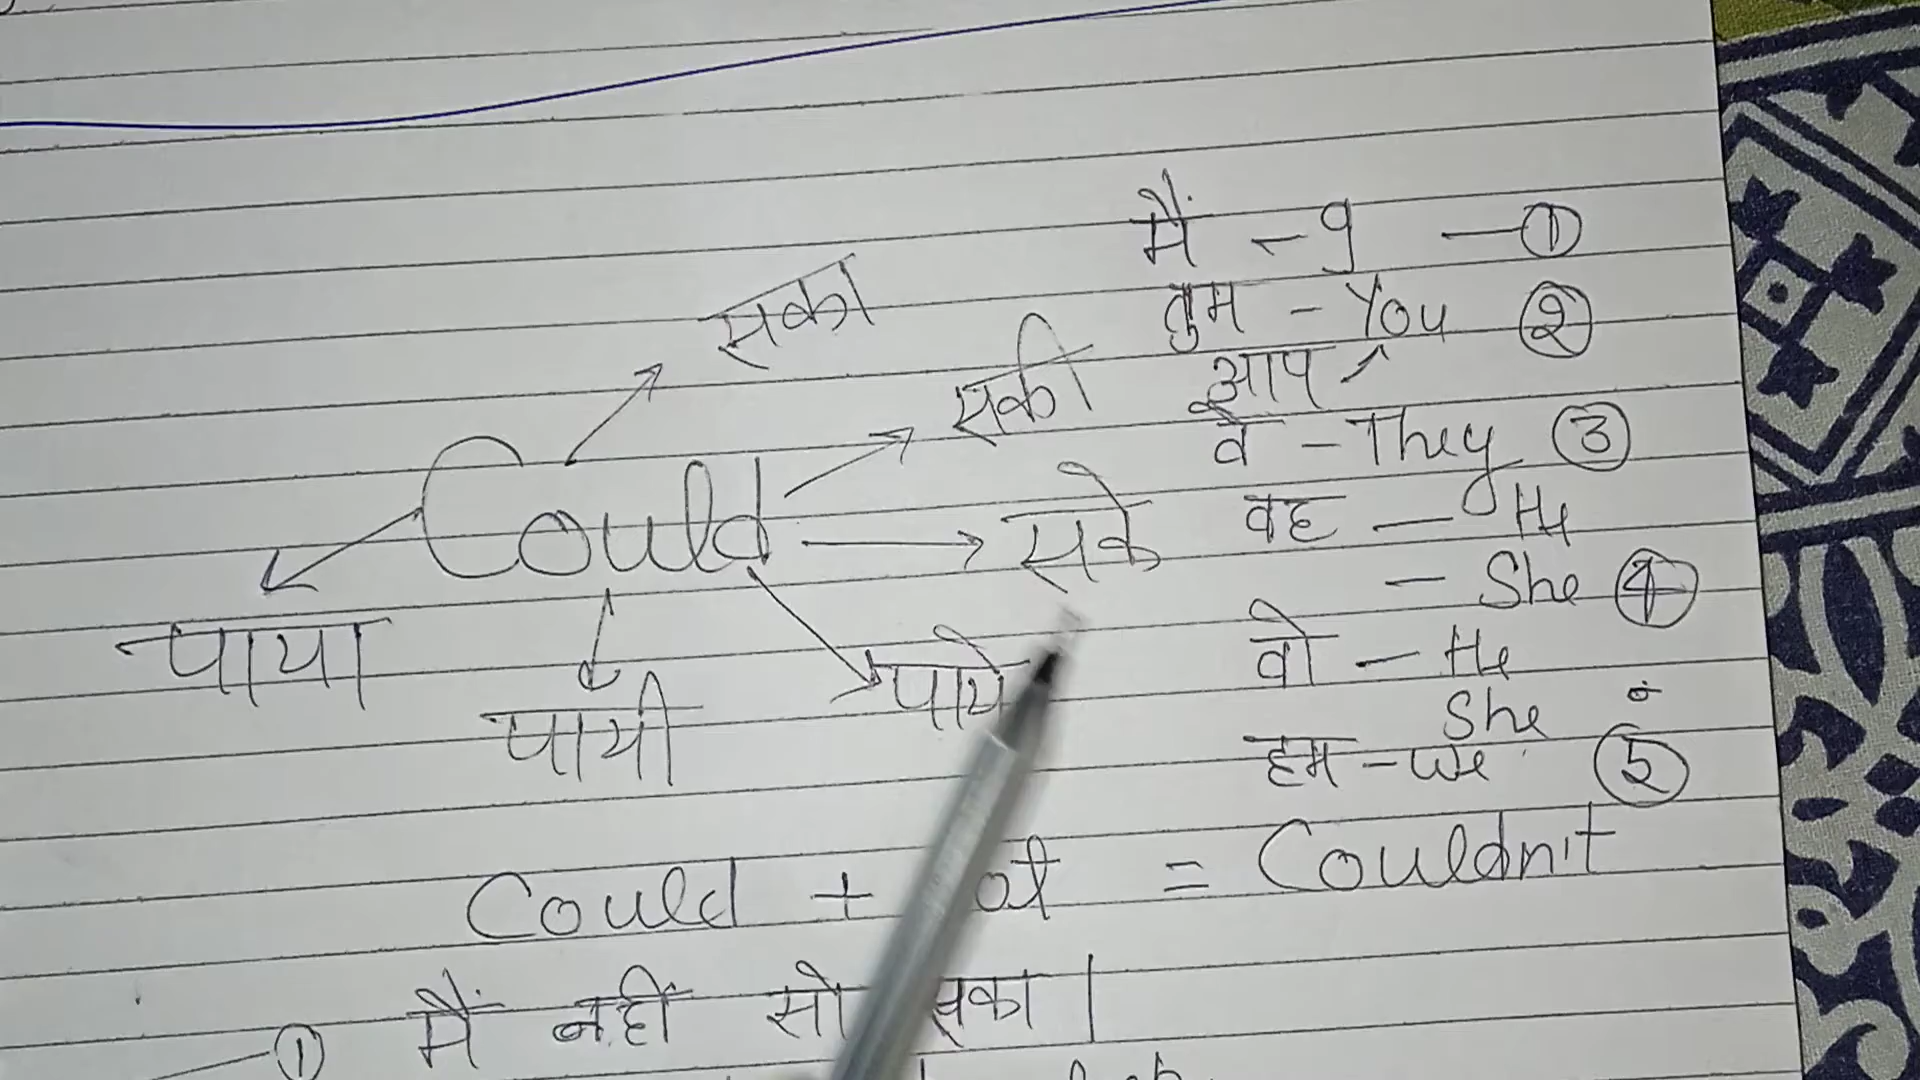 मैं - I - 1
तुम - You 2
आप
वे - They 3
वह - He
- She 4
वो - He
She
हम - we 5
सका
सकी
सके
Could
पाया
पायी
पाये
Could + = Couldn't
1 मैं नहीं सो सका |